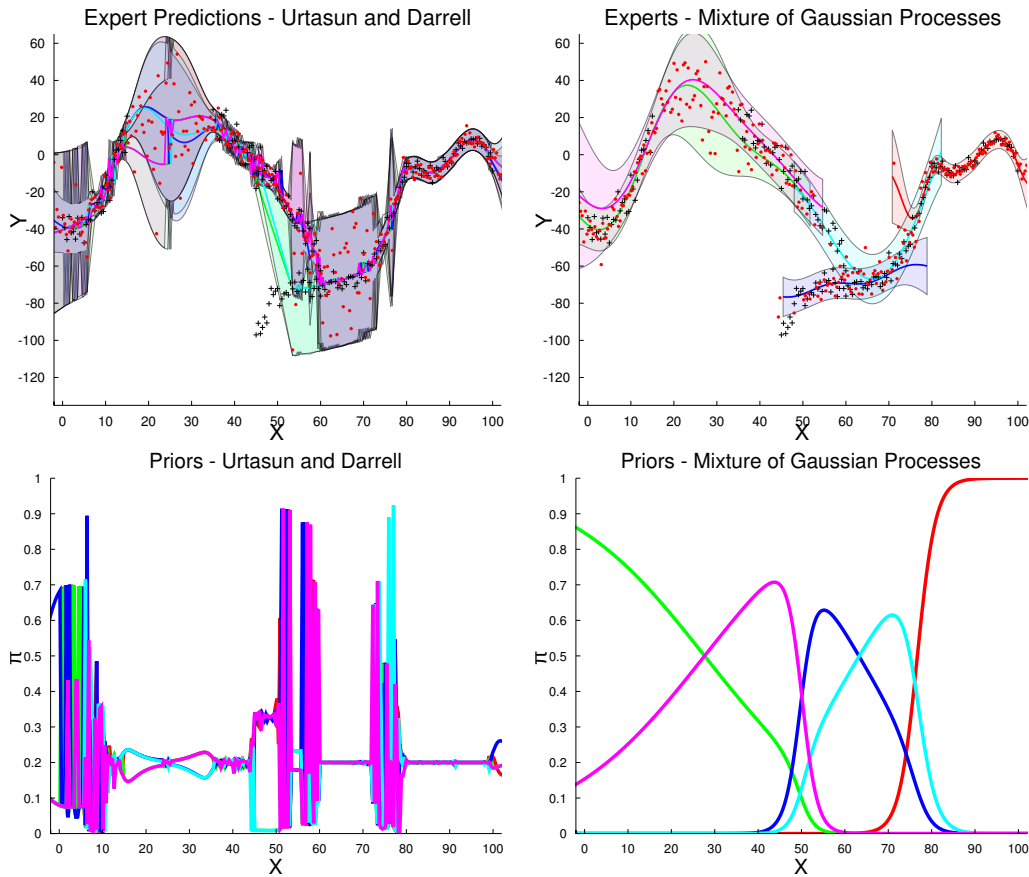 Expert Predictions - Urtasun and Darrell
60
40
20
0
-20
-40
-60
-80
-100
-120
Y
0 10 20 30 40 50 60 70 80 90 100
X
Experts - Mixture of Gaussian Processes
60
40
20
0
-20
-40
-60
-80
-100
-120
Y
0 10 20 30 40 50 60 70 80 90 100
X
Priors - Urtasun and Darrell
1
0.9
0.8
0.7
0.6
0.5
0.4
0.3
0.2
0.1
0
π
0 10 20 30 40 50 60 70 80 90 100
X
Priors - Mixture of Gaussian Processes
1
0.9
0.8
0.7
0.6
0.5
0.4
0.3
0.2
0.1
0
π
0 10 20 30 40 50 60 70 80 90 100
X